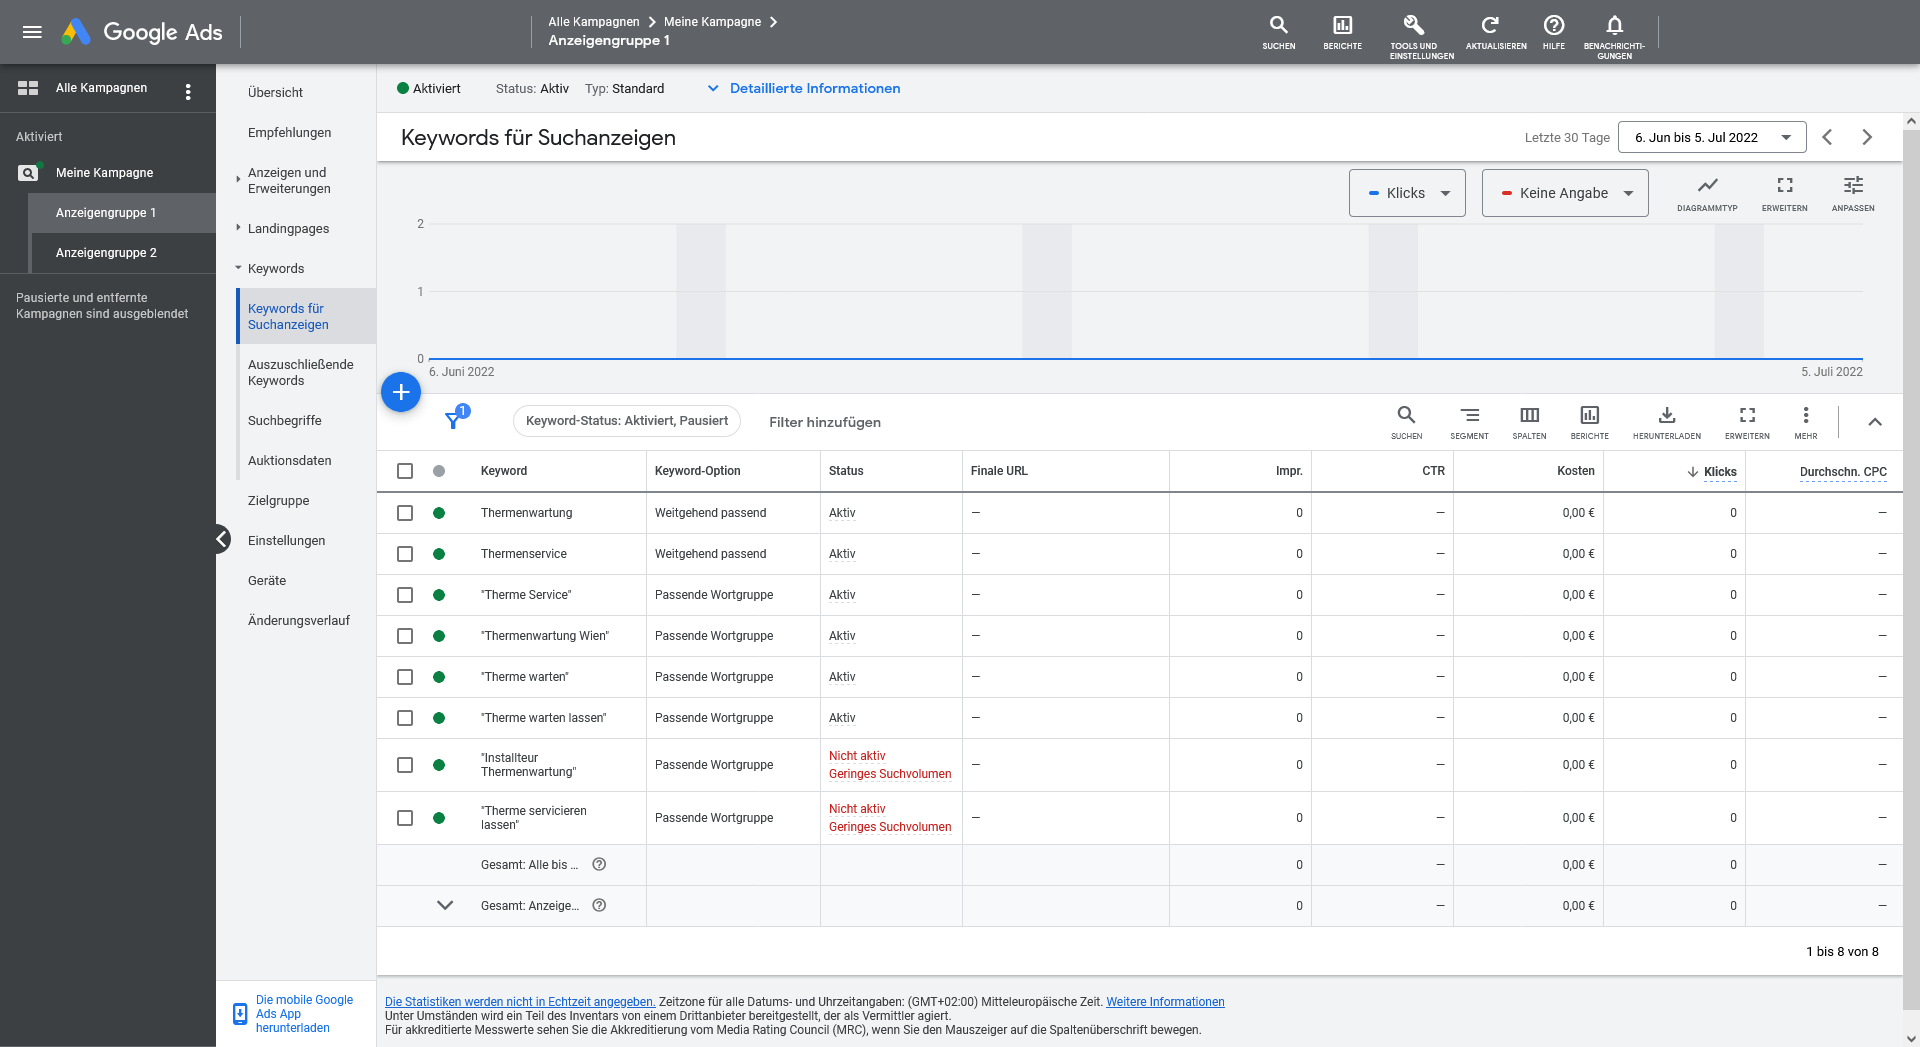 Google Ads
Alle Kampagnen
Meine Kampagne
Anzeigengruppe 1
SUCHEN
BERICHTE
TOOLS UND
EINSTELLUNGEN
AKTUALISIEREN
HILFE
BENACHRICHTI-
GUNGEN
Alle Kampagnen
Aktiviert
Meine Kampagne
Anzeigengruppe 1
Anzeigengruppe 2
Pausierte und entfernte
Kampagnen sind ausgeblendet
Übersicht
Empfehlungen
Anzeigen und
Erweiterungen
Landingpages
Keywords
Keywords für
Suchanzeigen
Auszuschließende
Keywords
Suchbegriffe
Auktionsdaten
Zielgruppe
Einstellungen
Geräte
Änderungsverlauf
Die mobile Google
Ads App
herunterladen
Aktiviert Status: Aktiv Typ: Standard Detaillierte Informationen
Keywords für Suchanzeigen
Letzte 30 Tage 6. Jun bis 5. Jul 2022
Klicks
Keine Angabe
DIAGRAMMTYP
ERWEITERN
ANPASSEN
2
1
0
6. Juni 2022
5. Juli 2022
1
Keyword-Status: Aktiviert, Pausiert
Filter hinzufügen
SUCHEN
SEGMENT
SPALTEN
BERICHTE
HERUNTERLADEN
ERWEITERN
MEHR
Keyword Keyword-Option Status Finale URL Impr. CTR Kosten Klicks Durchschn. CPC
Thermenwartung Weitgehend passend Aktiv — 0 — 0,00 € 0 —
Thermenservice Weitgehend passend Aktiv — 0 — 0,00 € 0 —
"Therme Service" Passende Wortgruppe Aktiv — 0 — 0,00 € 0 —
"Thermenwartung Wien" Passende Wortgruppe Aktiv — 0 — 0,00 € 0 —
"Therme warten" Passende Wortgruppe Aktiv — 0 — 0,00 € 0 —
"Therme warten lassen" Passende Wortgruppe Aktiv — 0 — 0,00 € 0 —
"Installteur
Thermenwartung" Passende Wortgruppe Nicht aktiv
Geringes Suchvolumen — 0 — 0,00 € 0 —
"Therme servicieren
lassen" Passende Wortgruppe Nicht aktiv
Geringes Suchvolumen — 0 — 0,00 € 0 —
Gesamt: Alle bis ... 0 — 0,00 € 0 —
Gesamt: Anzeige... 0 — 0,00 € 0 —
1 bis 8 von 8
Die Statistiken werden nicht in Echtzeit angegeben. Zeitzone für alle Datums- und Uhrzeitangaben: (GMT+02:00) Mitteleuropäische Zeit. Weitere Informationen
Unter Umständen wird ein Teil des Inventars von einem Drittanbieter bereitgestellt, der als Vermittler agiert.
Für akkreditierte Messwerte sehen Sie die Akkreditierung vom Media Rating Council (MRC), wenn Sie den Mauszeiger auf die Spaltenüberschrift bewegen.